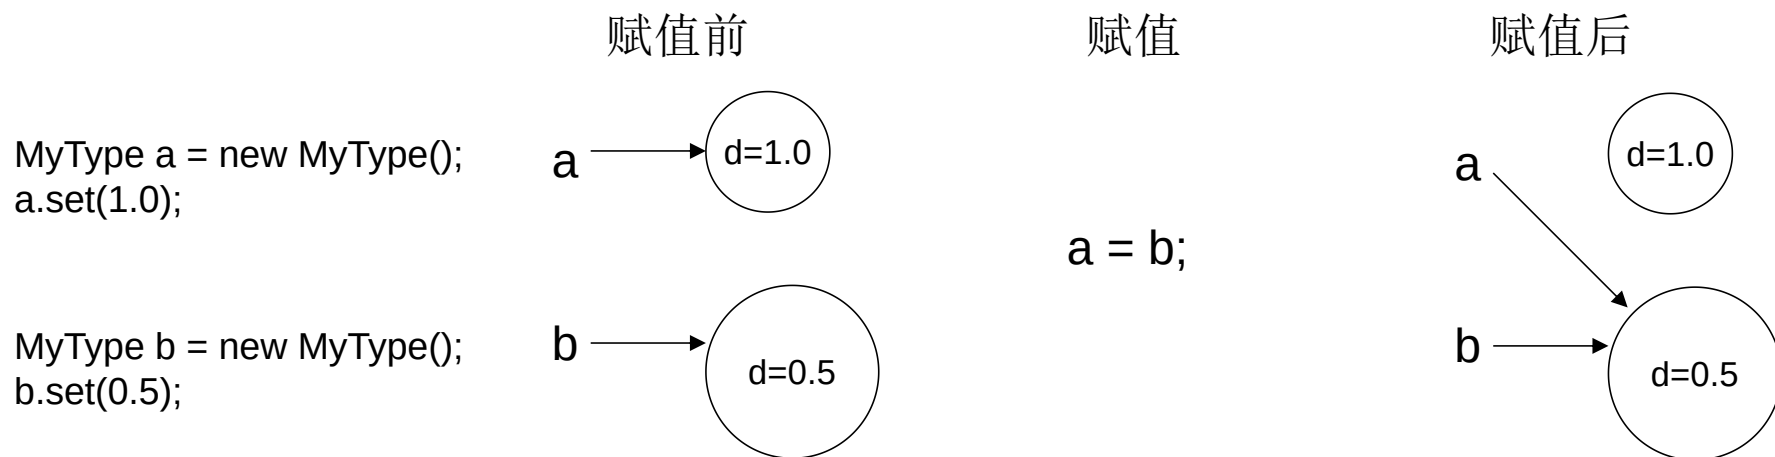 赋值前
赋值
赋值后
MyType a = new MyType();
a.set(1.0);
a
d=1.0
a
d=1.0
a = b;
MyType b = new MyType();
b.set(0.5);
b
d=0.5
b
d=0.5